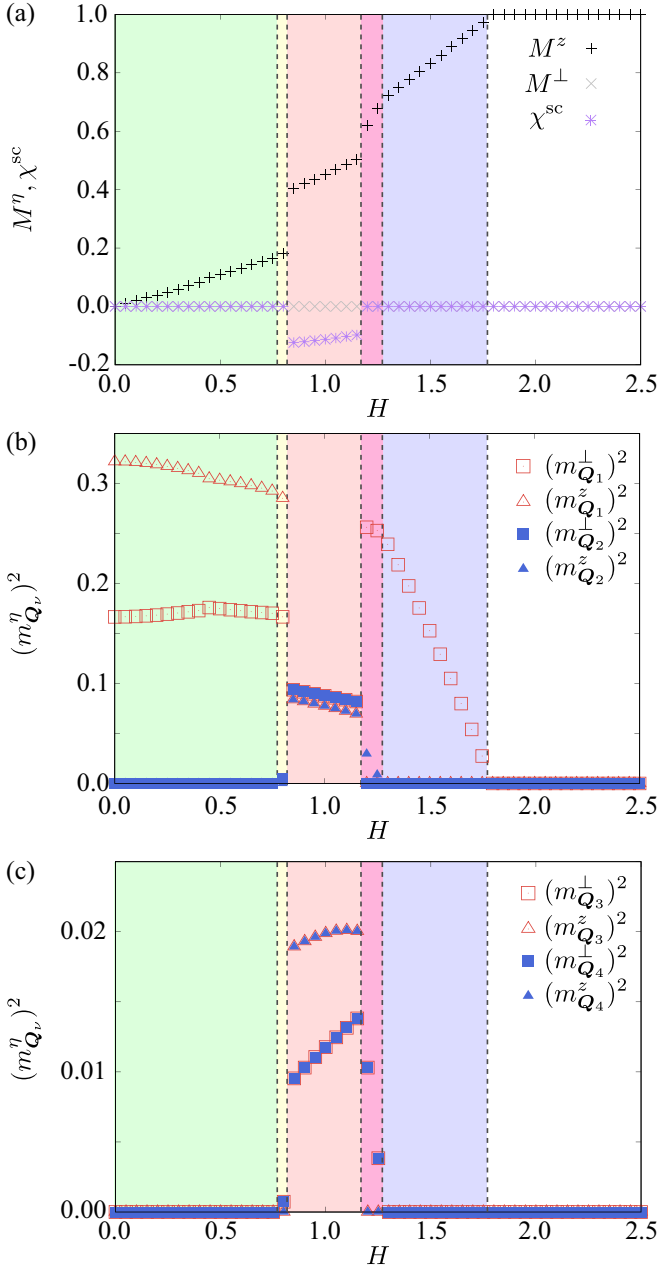 (a)
1.0
0.8
0.6
0.4
0.2
0.0
-0.2
M^η, χ^sc
M^z
M^⊥
χ^sc
0.0 0.5 1.0 1.5 2.0 2.5
H
(b)
0.3
0.2
0.1
0.0
(m^η_{Q_ν})^2
(m^⊥_{Q_1})^2
(m^z_{Q_1})^2
(m^⊥_{Q_2})^2
(m^z_{Q_2})^2
0.0 0.5 1.0 1.5 2.0 2.5
H
(c)
0.02
0.01
0.00
(m^η_{Q_ν})^2
(m^⊥_{Q_3})^2
(m^z_{Q_3})^2
(m^⊥_{Q_4})^2
(m^z_{Q_4})^2
0.0 0.5 1.0 1.5 2.0 2.5
H